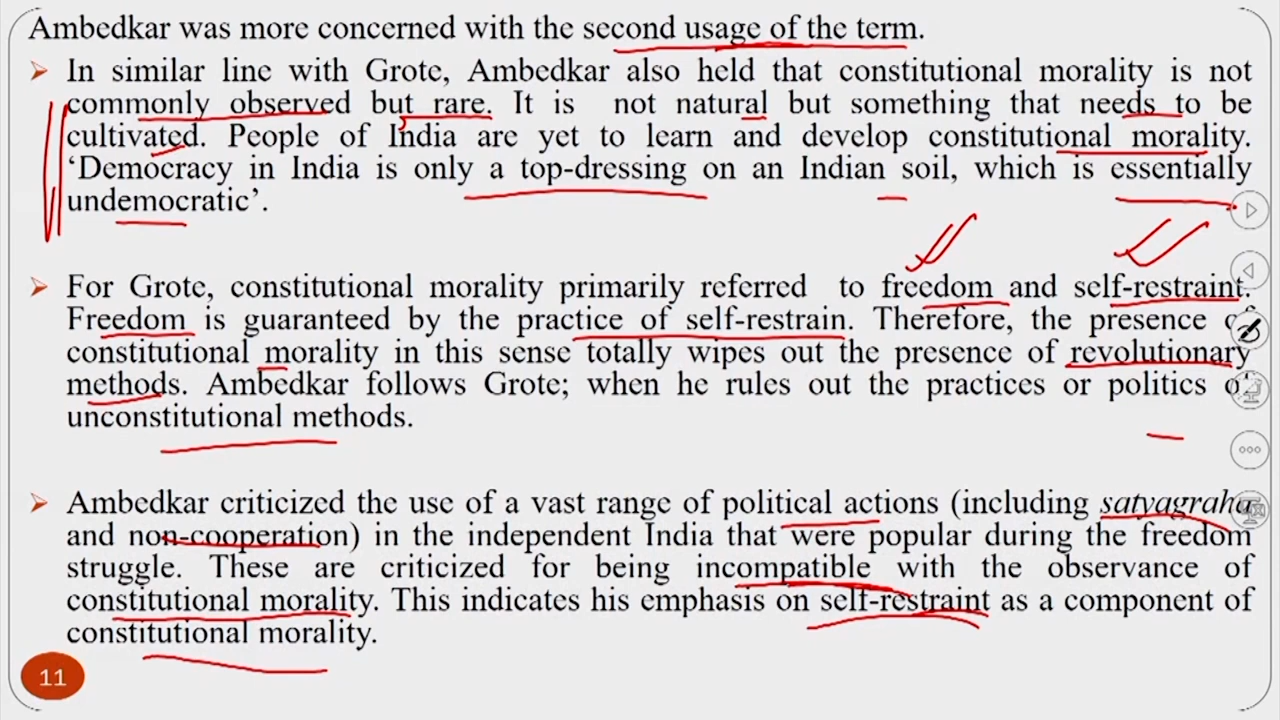 Ambedkar was more concerned with the second usage of the term.
In similar line with Grote, Ambedkar also held that constitutional morality is not
commonly observed but rare. It is not natural but something that needs to be
cultivated. People of India are yet to learn and develop constitutional morality.
‘Democracy in India is only a top-dressing on an Indian soil, which is essentially
undemocratic’.
For Grote, constitutional morality primarily referred to freedom and self-restraint.
Freedom is guaranteed by the practice of self-restrain. Therefore, the presence of
constitutional morality in this sense totally wipes out the presence of revolutionary
methods. Ambedkar follows Grote; when he rules out the practices or politics of
unconstitutional methods.
Ambedkar criticized the use of a vast range of political actions (including satyagraha
and non-cooperation) in the independent India that were popular during the freedom
struggle. These are criticized for being incompatible with the observance of
constitutional morality. This indicates his emphasis on self-restraint as a component of
constitutional morality.
11